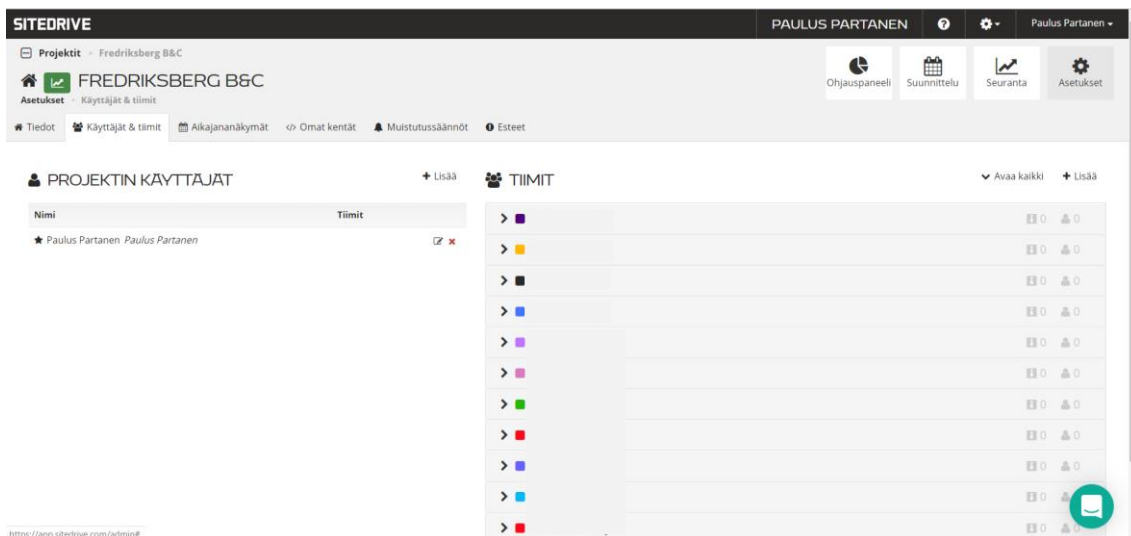 SITEDRIVE PAULUS PARTANEN Paulus Partanen
Projektit Fredriksberg B&C
FREDRIKSBERG B&C
Asetukset Käyttäjät & tiimit
Ohjauspaneeli Suunnittelu Seuranta Asetukset
Tiedot Käyttäjät & tiimit Aikajananäkymät </> Omat kentät Muistutussäännöt Esteet
PROJEKTIN KÄYTTÄJÄT + Lisää
Nimi Tiimit
Paulus Partanen Paulus Partanen
TIIMIT Avaa kaikki + Lisää
0 0
0 0
0 0
0 0
0 0
0 0
0 0
0 0
0 0
0
0 0
https://app.sitedrive.com/admin#